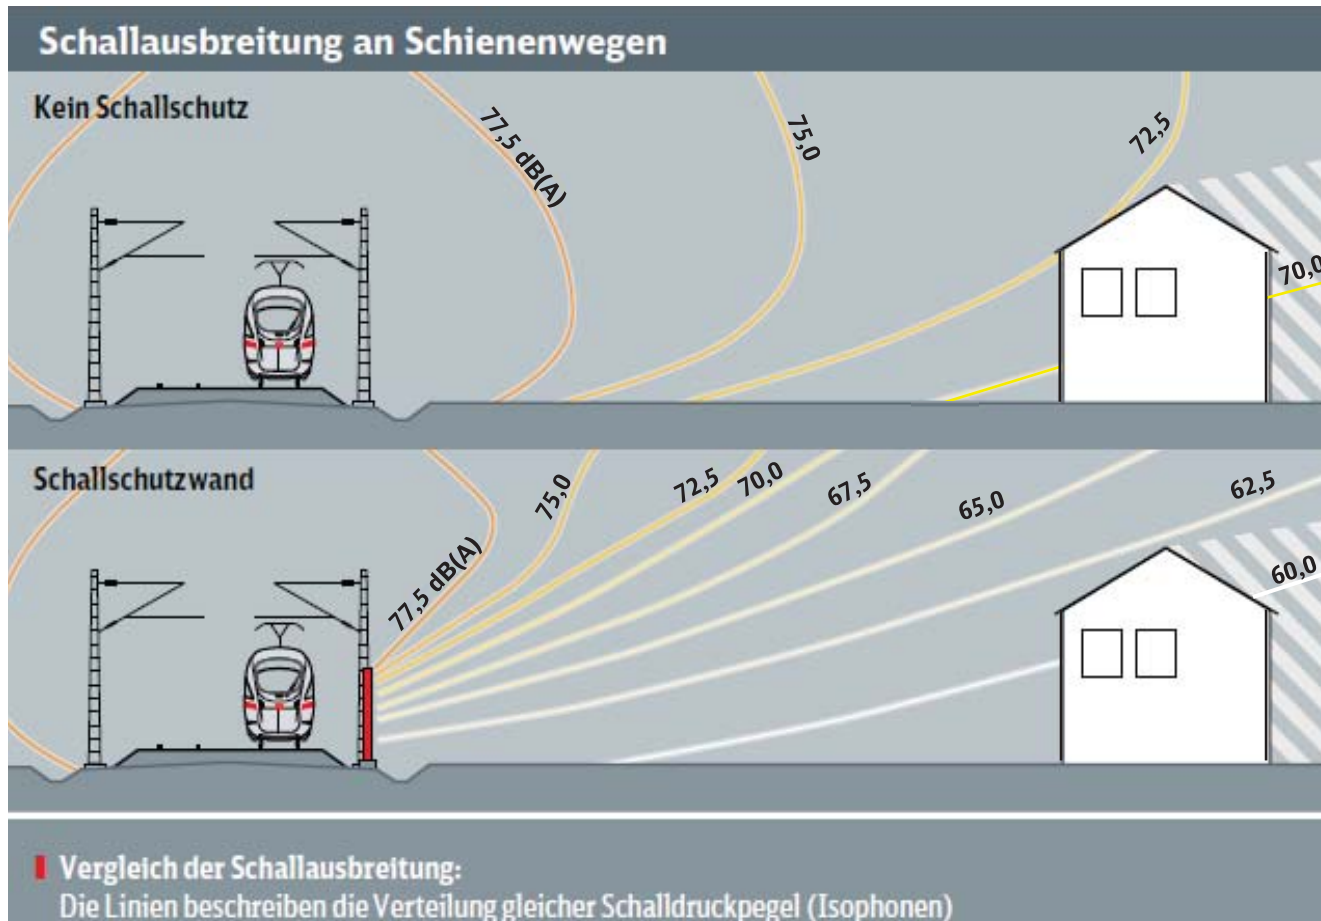 Schallausbreitung an Schienenwegen
Kein Schallschutz
77,5 dB(A)
75,0
72,5
70,0
Schallschutzwand
77,5 dB(A)
75,0
72,5
70,0
67,5
65,0
62,5
60,0
Vergleich der Schallausbreitung:
Die Linien beschreiben die Verteilung gleicher Schalldruckpegel (Isophonen)